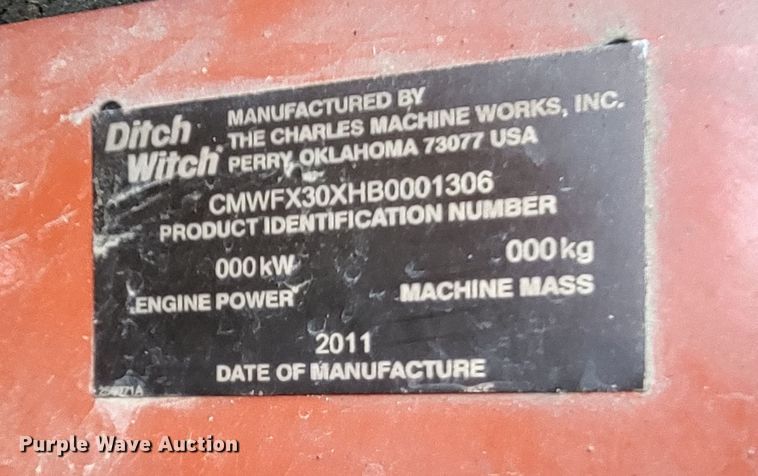 Ditch Witch®
MANUFACTURED BY
THE CHARLES MACHINE WORKS, INC.
PERRY, OKLAHOMA 73077 USA
CMWFX30XHB0001306
PRODUCT IDENTIFICATION NUMBER
000 kW
ENGINE POWER
000 kg
MACHINE MASS
2011
DATE OF MANUFACTURE
Purple Wave Auction